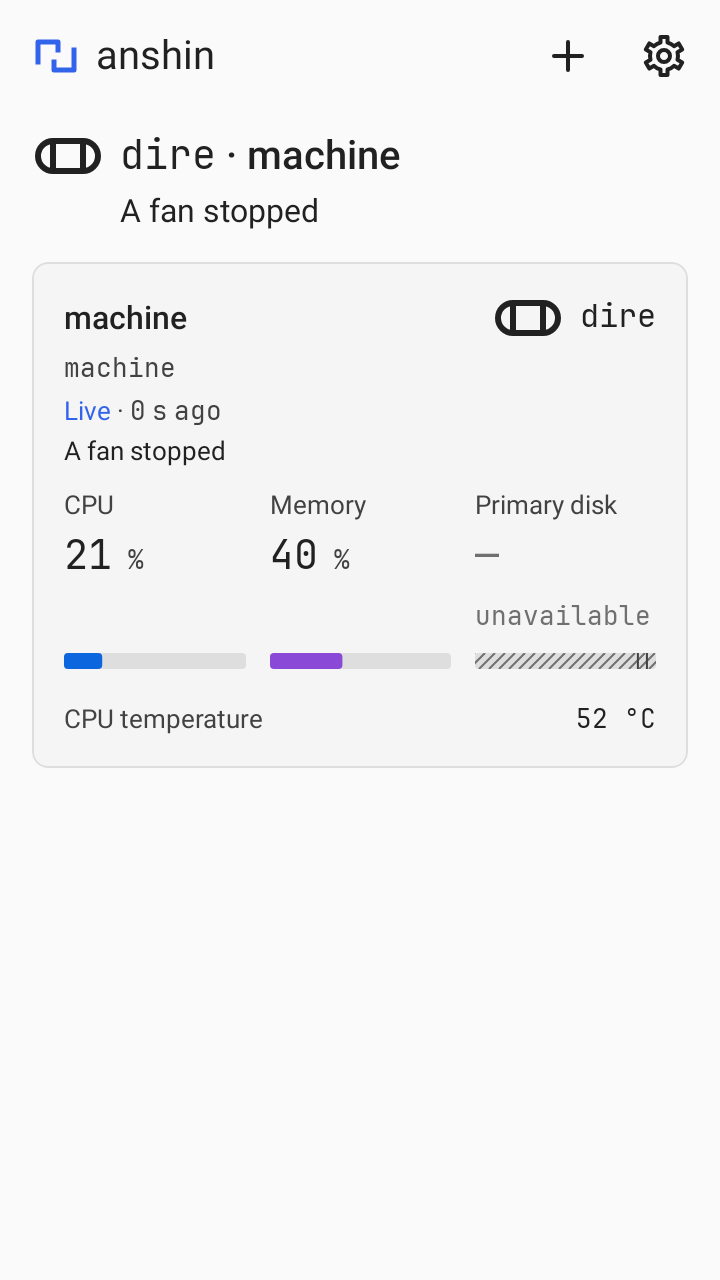 anshin
dire · machine
A fan stopped
machine dire
machine
Live · 0 s ago
A fan stopped
CPU Memory Primary disk
21 % 40 % —
unavailable
CPU temperature 52 °C